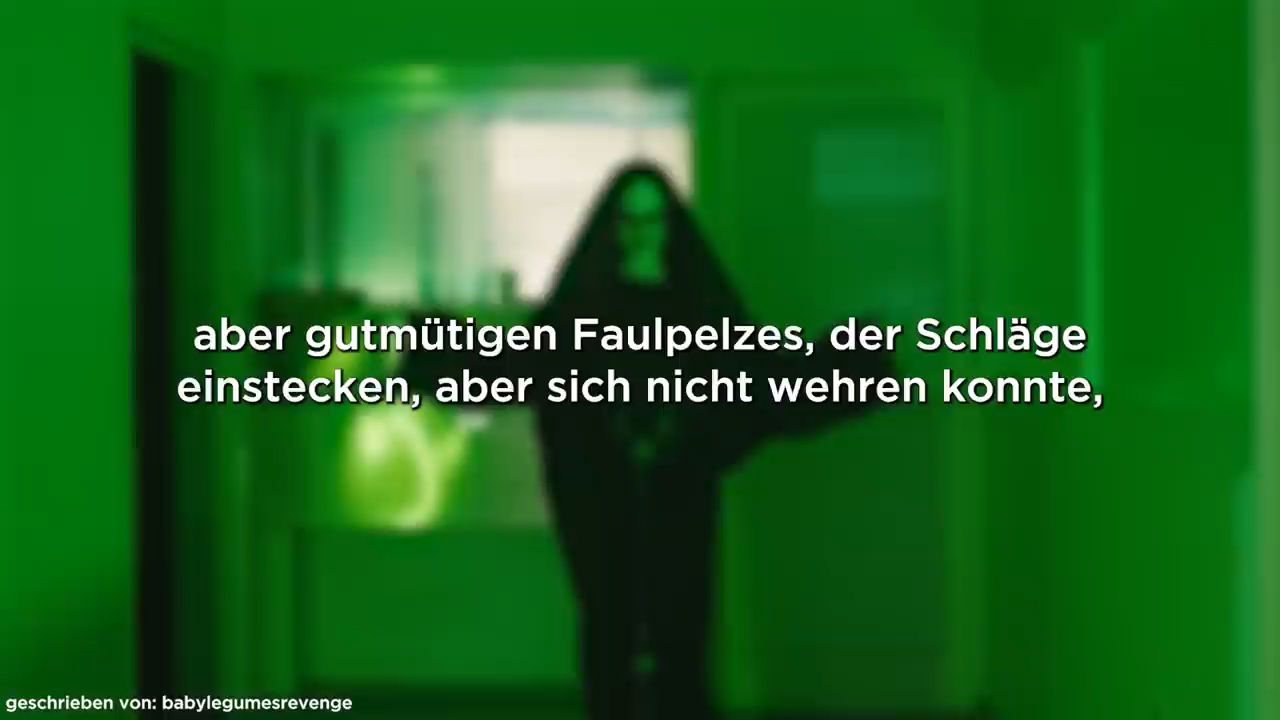 aber gutmütigen Faulpelzes, der Schläge
einstecken, aber sich nicht wehren konnte,
geschrieben von: babylegumesrevenge